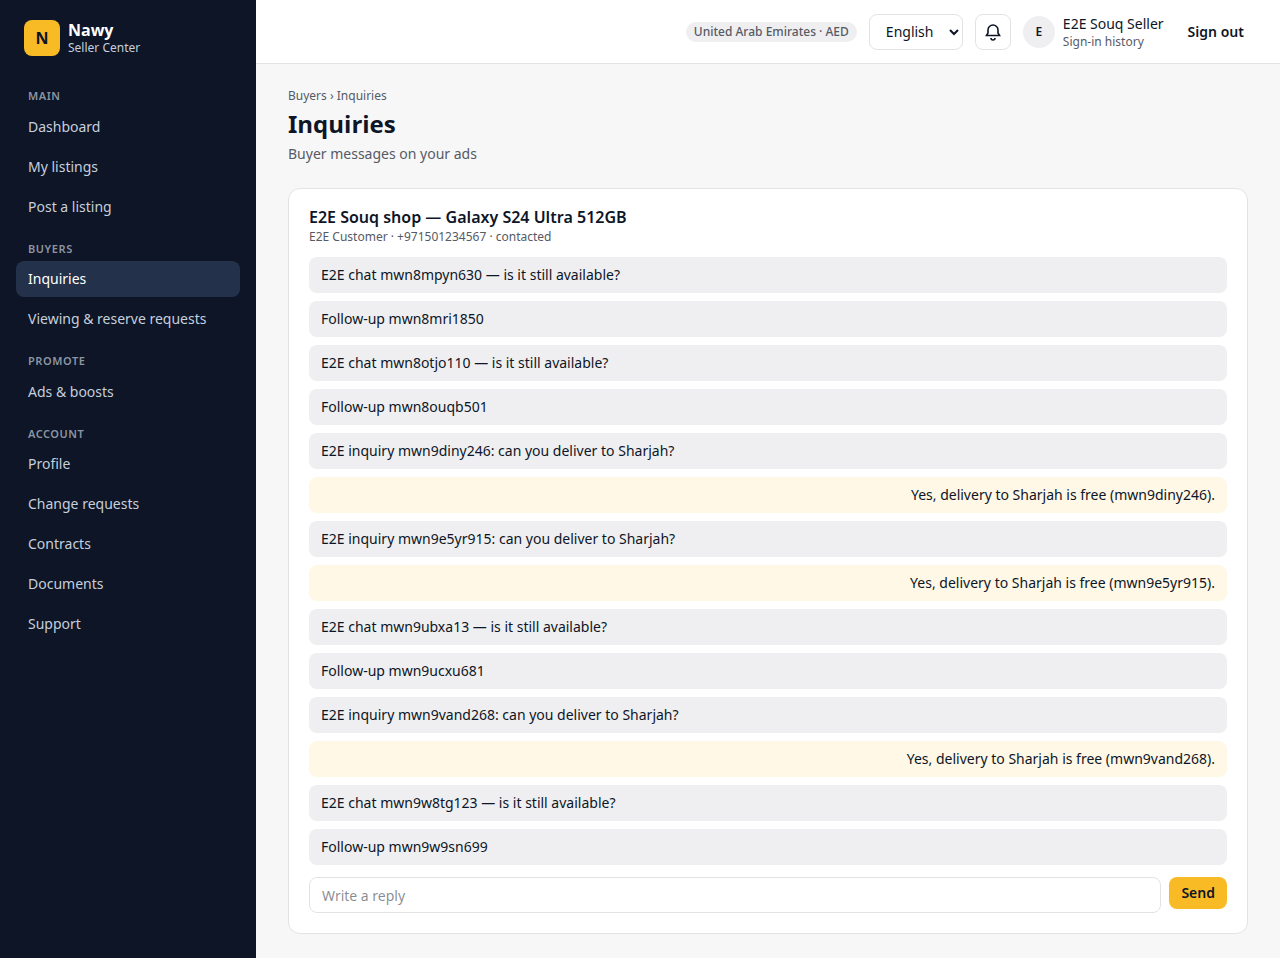 N
Nawy
Seller Center
MAIN
Dashboard
My listings
Post a listing
BUYERS
Inquiries
Viewing & reserve requests
PROMOTE
Ads & boosts
ACCOUNT
Profile
Change requests
Contracts
Documents
Support
United Arab Emirates · AED
English
E
E2E Souq Seller
Sign-in history
Sign out
Buyers › Inquiries
Inquiries
Buyer messages on your ads
E2E Souq shop — Galaxy S24 Ultra 512GB
E2E Customer · +971501234567 · contacted
E2E chat mwn8mpyn630 — is it still available?
Follow-up mwn8mri1850
E2E chat mwn8otjo110 — is it still available?
Follow-up mwn8ouqb501
E2E inquiry mwn9diny246: can you deliver to Sharjah?
Yes, delivery to Sharjah is free (mwn9diny246).
E2E inquiry mwn9e5yr915: can you deliver to Sharjah?
Yes, delivery to Sharjah is free (mwn9e5yr915).
E2E chat mwn9ubxa13 — is it still available?
Follow-up mwn9ucxu681
E2E inquiry mwn9vand268: can you deliver to Sharjah?
Yes, delivery to Sharjah is free (mwn9vand268).
E2E chat mwn9w8tg123 — is it still available?
Follow-up mwn9w9sn699
Write a reply
Send